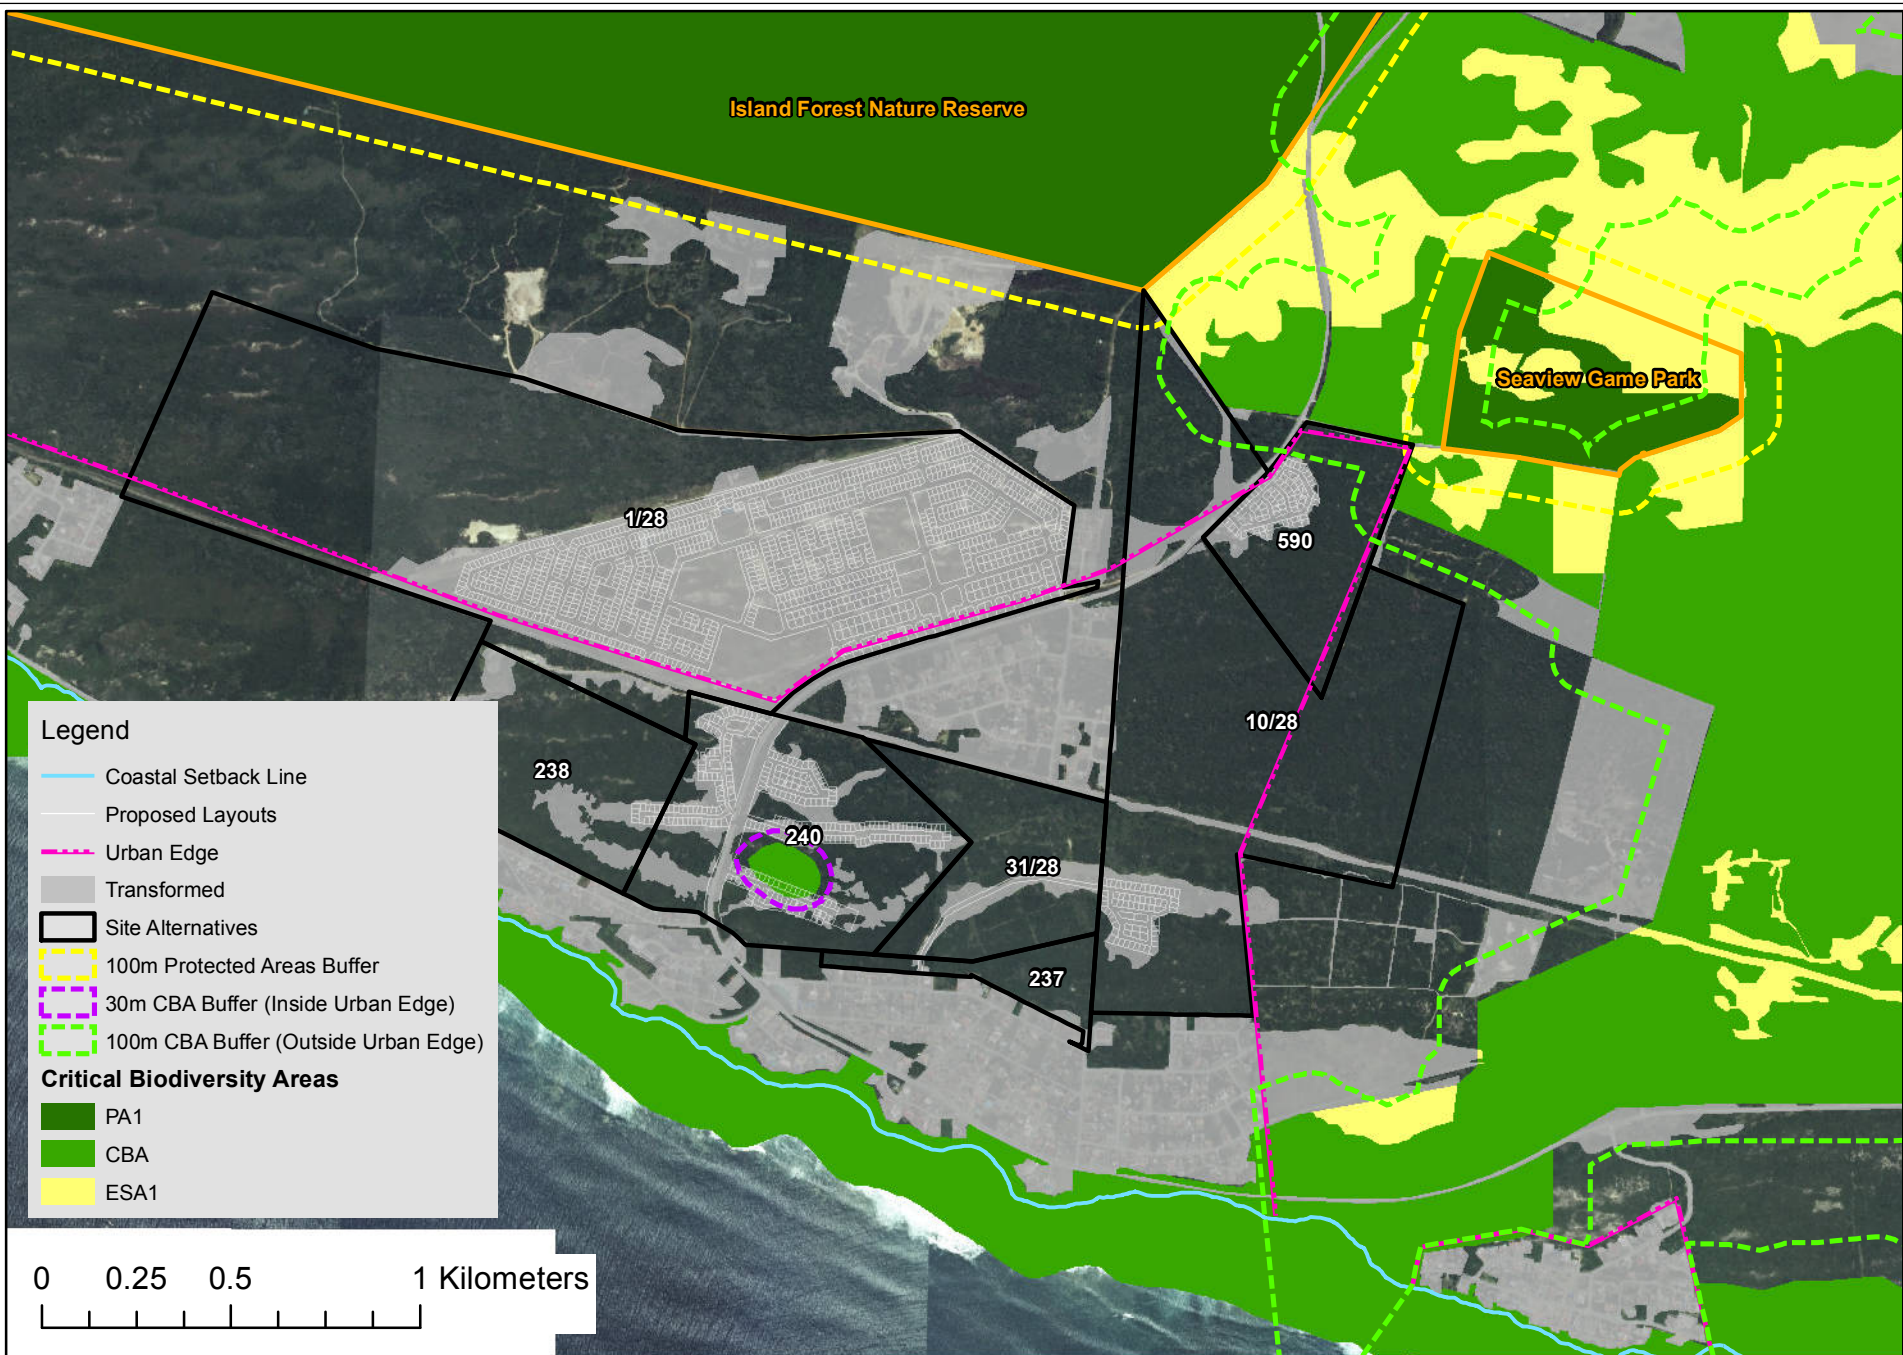 Island Forest Nature Reserve
Seaview Game Park
1/28
590
10/28
238
240
31/28
237
Legend
Coastal Setback Line
Proposed Layouts
Urban Edge
Transformed
Site Alternatives
100m Protected Areas Buffer
30m CBA Buffer (Inside Urban Edge)
100m CBA Buffer (Outside Urban Edge)
Critical Biodiversity Areas
PA1
CBA
ESA1
0 0.25 0.5 1 Kilometers